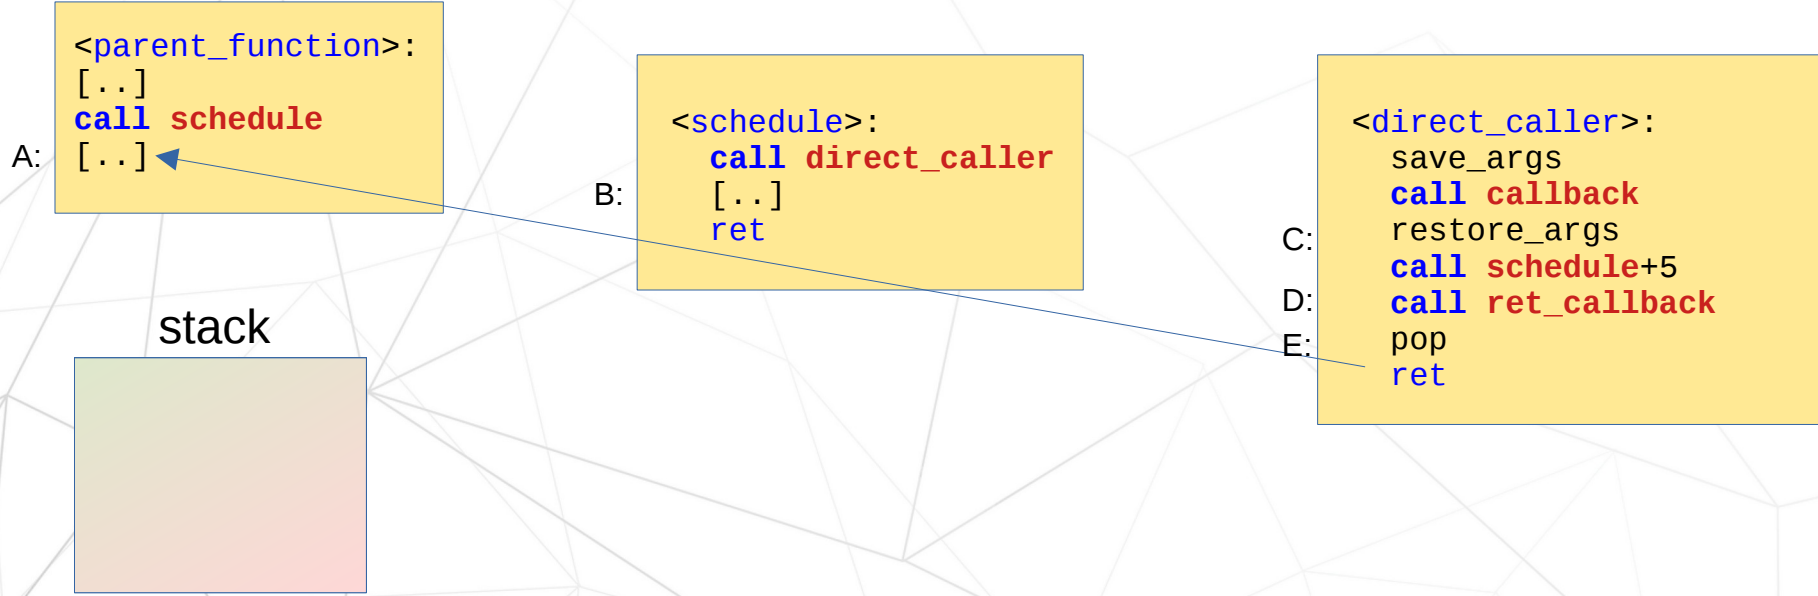 <parent_function>:
[..]
call schedule
A:
[..]
stack
<schedule>:
call direct_caller
B:
[..]
ret
<direct_caller>:
save_args
call callback
C:
restore_args
call schedule+5
D:
call ret_callback
E:
pop
ret